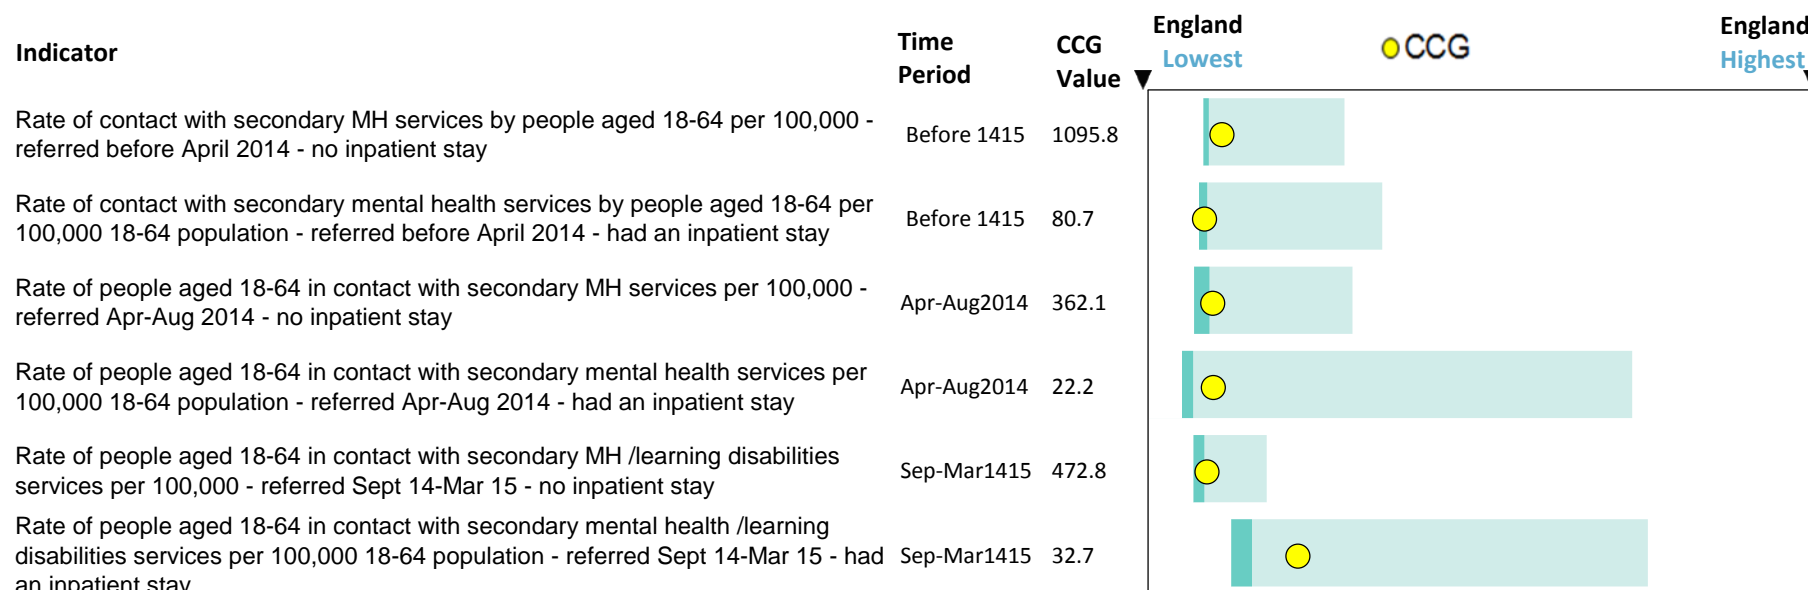 Indicator
Time
Period
CCG
Value
England
Lowest
CCG
England
Highest
Rate of contact with secondary MH services by people aged 18-64 per 100,000 -
referred before April 2014 - no inpatient stay
Before 1415
1095.8
Rate of contact with secondary mental health services by people aged 18-64 per
100,000 18-64 population - referred before April 2014 - had an inpatient stay
Before 1415
80.7
Rate of people aged 18-64 in contact with secondary MH services per 100,000 -
referred Apr-Aug 2014 - no inpatient stay
Apr-Aug2014
362.1
Rate of people aged 18-64 in contact with secondary mental health services per
100,000 18-64 population - referred Apr-Aug 2014 - had an inpatient stay
Apr-Aug2014
22.2
Rate of people aged 18-64 in contact with secondary MH /learning disabilities
services per 100,000 - referred Sept 14-Mar 15 - no inpatient stay
Sep-Mar1415
472.8
Rate of people aged 18-64 in contact with secondary mental health /learning
disabilities services per 100,000 18-64 population - referred Sept 14-Mar 15 - had
an inpatient stay
Sep-Mar1415
32.7